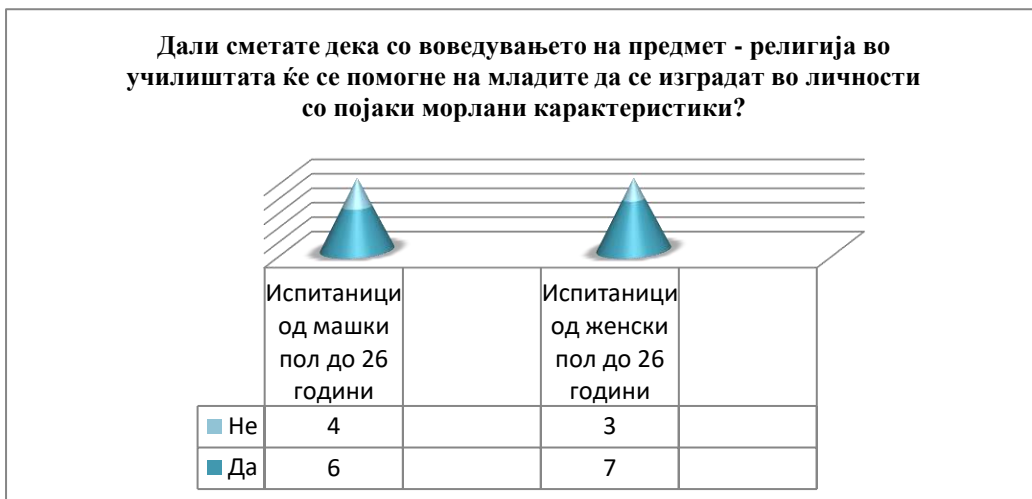 Дали сметате дека со воведувањето на предмет - религија во
училиштата ќе се помогне на младите да се изградат во личности
со појаки морлани карактеристики?
Испитаници
од машки
пол до 26
години
Испитаници
од женски
пол до 26
години
Не 4 3
Да 6 7